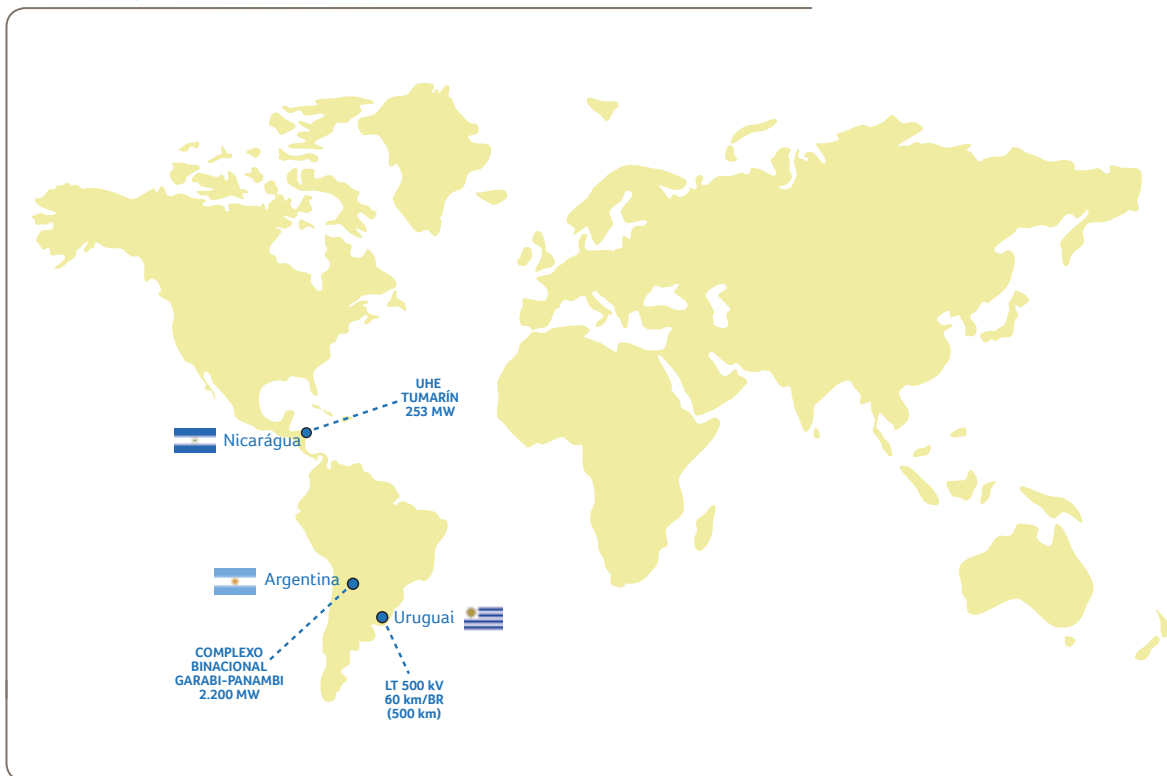 UHE
TUMARÍN
253 MW
Nicarágua
Argentina
Uruguai
COMPLEXO
BINACIONAL
GARABI-PANAMBI
2.200 MW
LT 500 kV
60 km/BR
(500 km)